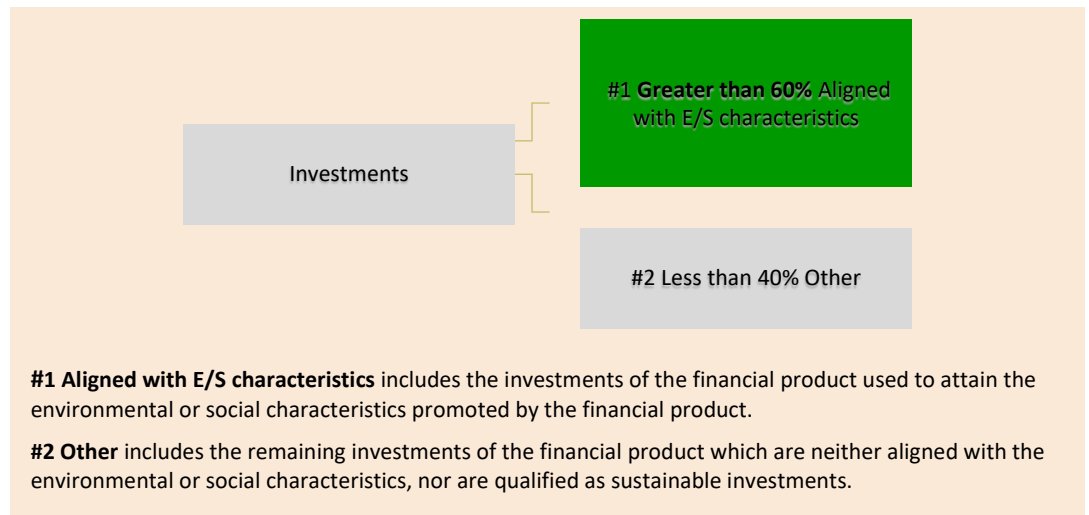 #1 Greater than 60% Aligned
with E/S characteristics
Investments
#2 Less than 40% Other
#1 Aligned with E/S characteristics includes the investments of the financial product used to attain the
environmental or social characteristics promoted by the financial product.
#2 Other includes the remaining investments of the financial product which are neither aligned with the
environmental or social characteristics, nor are qualified as sustainable investments.